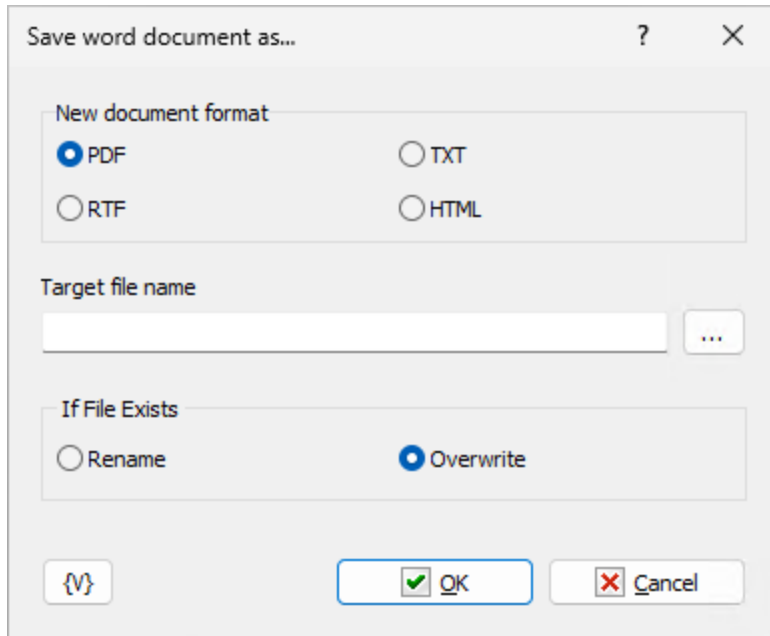 Save word document as... ?
New document format
PDF TXT
RTF HTML
Target file name
...
If File Exists
Rename Overwrite
{V} OK Cancel